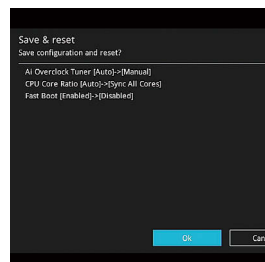 Save & reset
Save configuration and reset?
Ai Overclock Tuner [Auto]->[Manual]
CPU Core Ratio [Auto]->[Sync All Cores]
Fast Boot [Enabled]->[Disabled]
Ok
Can